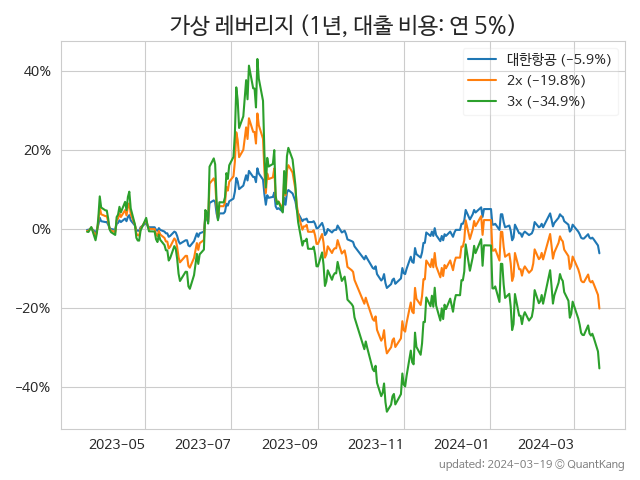 가상 레버리지 (1년, 대출 비용: 연 5%)
대한항공 (−5.9%)
2x (−19.8%)
3x (−34.9%)
40%
20%
0%
−20%
−40%
2023-05 2023-07 2023-09 2023-11 2024-01 2024-03
updated: 2024-03-19 © QuantKang